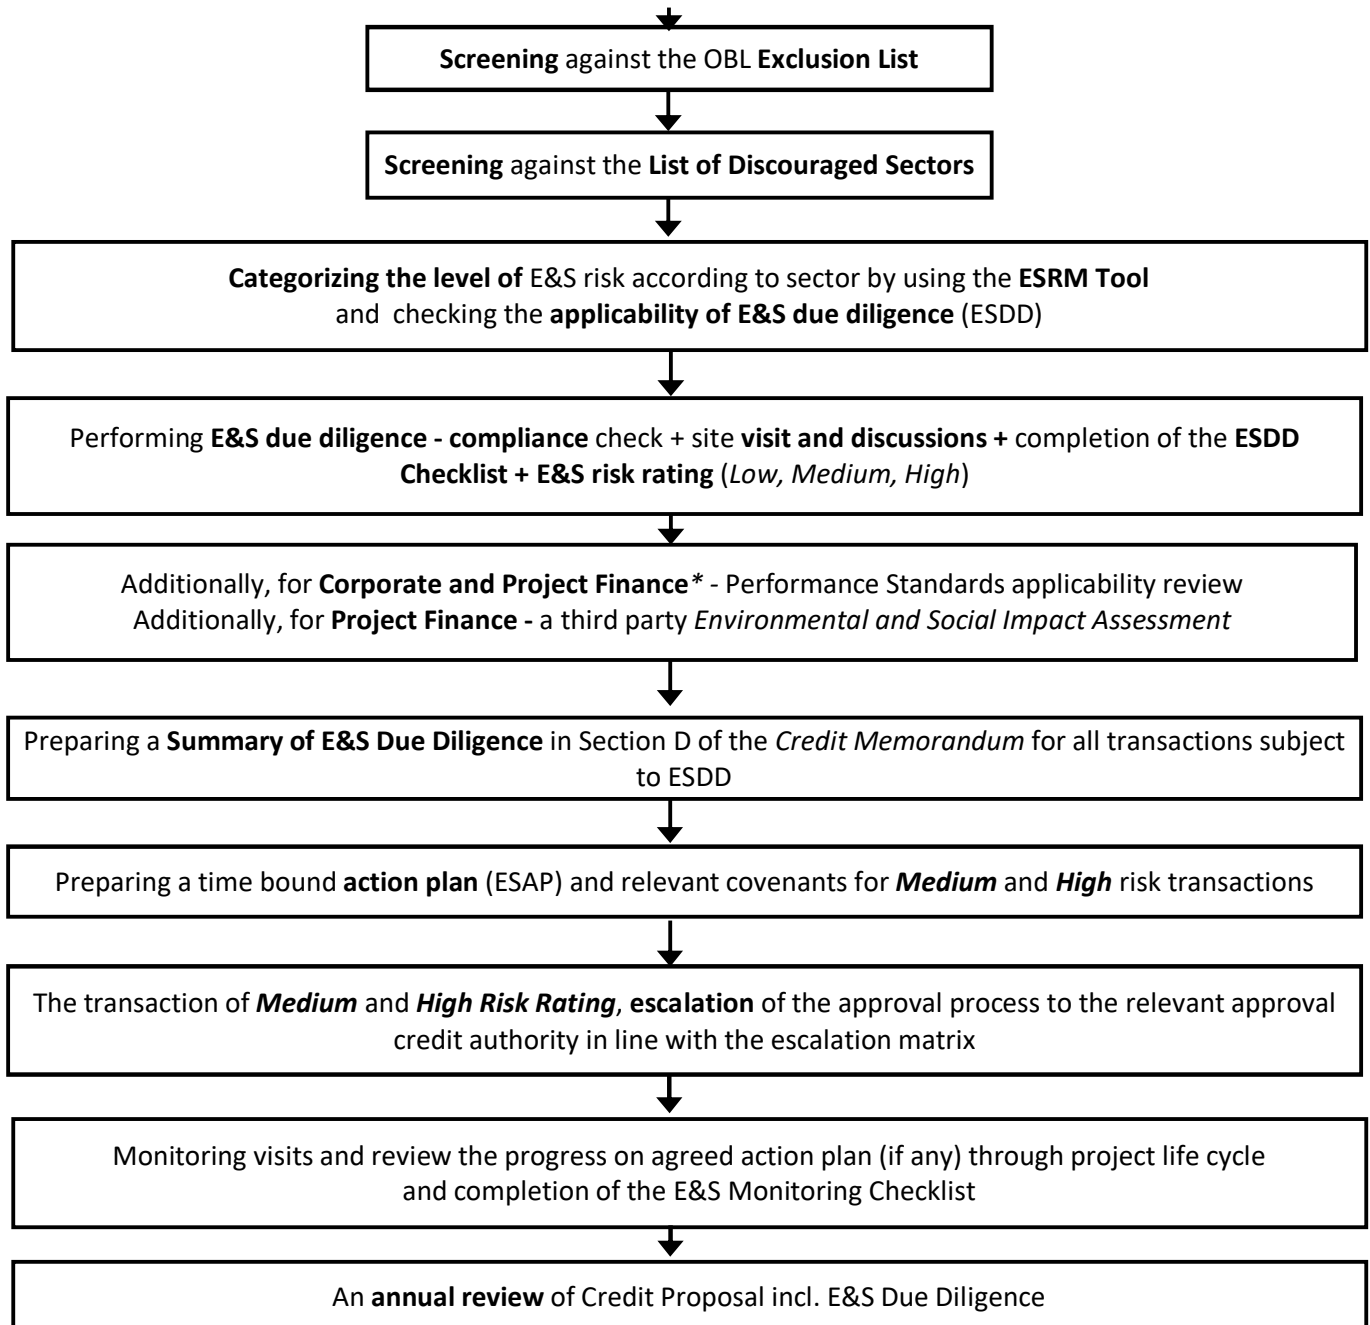 Screening against the OBL Exclusion List
Screening against the List of Discouraged Sectors
Categorizing the level of E&S risk according to sector by using the ESRM Tool
and checking the applicability of E&S due diligence (ESDD)
Performing E&S due diligence - compliance check + site visit and discussions + completion of the ESDD
Checklist + E&S risk rating (Low, Medium, High)
Additionally, for Corporate and Project Finance* - Performance Standards applicability review
Additionally, for Project Finance - a third party Environmental and Social Impact Assessment
Preparing a Summary of E&S Due Diligence in Section D of the Credit Memorandum for all transactions subject
to ESDD
Preparing a time bound action plan (ESAP) and relevant covenants for Medium and High risk transactions
The transaction of Medium and High Risk Rating, escalation of the approval process to the relevant approval
credit authority in line with the escalation matrix
Monitoring visits and review the progress on agreed action plan (if any) through project life cycle
and completion of the E&S Monitoring Checklist
An annual review of Credit Proposal incl. E&S Due Diligence